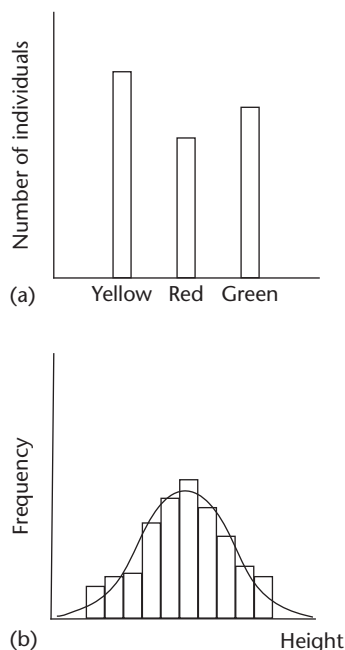 Number of individuals
(a)
Yellow Red Green
Frequency
(b)
Height